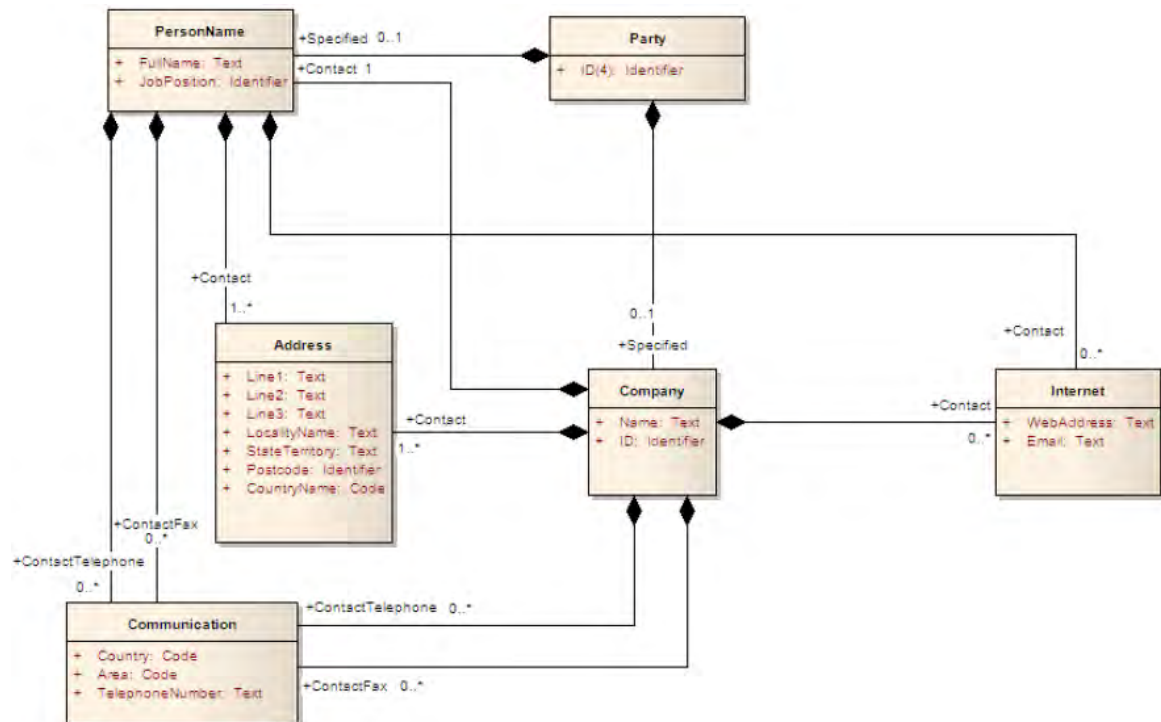 PersonName
+ FullName: Text
+ JobPosition: Identifier
+Specified 0..1
+Contact 1
Party
+ ID(4): Identifier
+Contact
1..*
0..1
+Specified
+Contact
0..*
Address
+ Line1: Text
+ Line2: Text
+ Line3: Text
+ LocalityName: Text
+ StateTerritory: Text
+ Postcode: Identifier
+ CountryName: Code
+Contact
1..*
Company
+ Name: Text
+ ID: Identifier
+Contact
0..*
Internet
+ WebAddress: Text
+ Email: Text
+ContactFax
0..*
+ContactTelephone
0..*
+ContactTelephone 0..*
+ContactFax 0..*
Communication
+ Country: Code
+ Area: Code
+ TelephoneNumber: Text